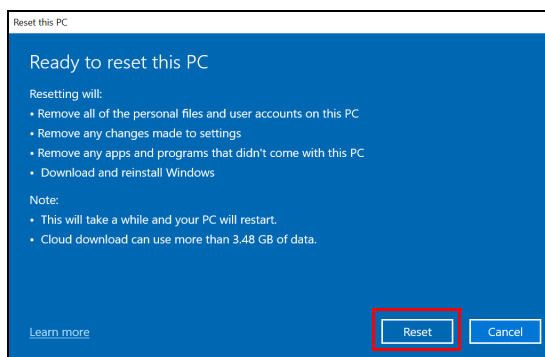 Reset this PC
Ready to reset this PC
Resetting will:
• Remove all of the personal files and user accounts on this PC
• Remove any changes made to settings
• Remove any apps and programs that didn't come with this PC
• Download and reinstall Windows
Note:
• This will take a while and your PC will restart.
• Cloud download can use more than 3.48 GB of data.
Learn more
Reset
Cancel